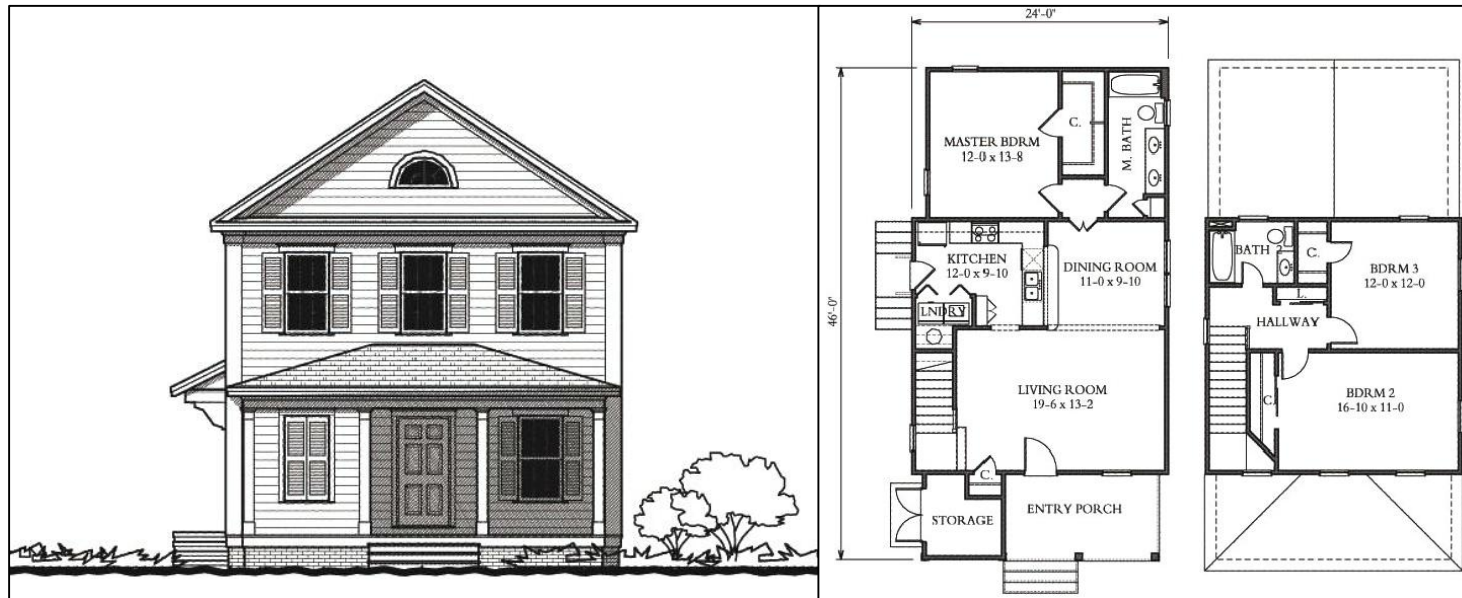 24'-0"
46'-0"
MASTER BDRM
12-0 x 13-8
C.
M. BATH
KITCHEN
12-0 x 9-10
DINING ROOM
11-0 x 9-10
LNDRY
LIVING ROOM
19-6 x 13-2
C.
STORAGE
ENTRY PORCH
BATH 2
C.
BDRM 3
12-0 x 12-0
L.
HALLWAY
C.
BDRM 2
16-10 x 11-0